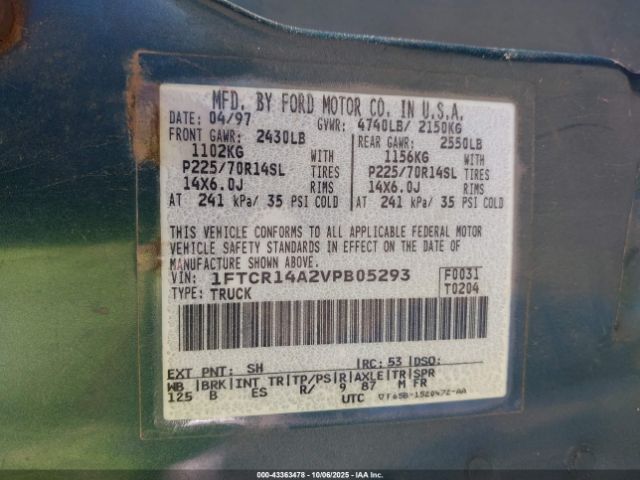 MFD. BY FORD MOTOR CO. IN U.S.A.
DATE: 04/97 GVWR: 4740LB/ 2150KG
FRONT GAWR: 2430LB REAR GAWR: 2550LB
1102KG WITH 1156KG WITH
P225/70R14SL TIRES P225/70R14SL TIRES
14X6.0J RIMS 14X6.0J RIMS
AT 241 kPa/ 35 PSI COLD AT 241 kPa/ 35 PSI COLD
THIS VEHICLE CONFORMS TO ALL APPLICABLE FEDERAL MOTOR
VEHICLE SAFETY STANDARDS IN EFFECT ON THE DATE OF
MANUFACTURE SHOWN ABOVE.
VIN: 1FTCR14A2VPB05293 F0031
TYPE: TRUCK T0204
EXT PNT: SH RC: 53 DSO:
WB BRK INT TR TP/PS R AXLE TR SPR
125 B ES R/ 9 87 M FR
UTC
000-43363478 | 10/06/2025 | IAA Inc.